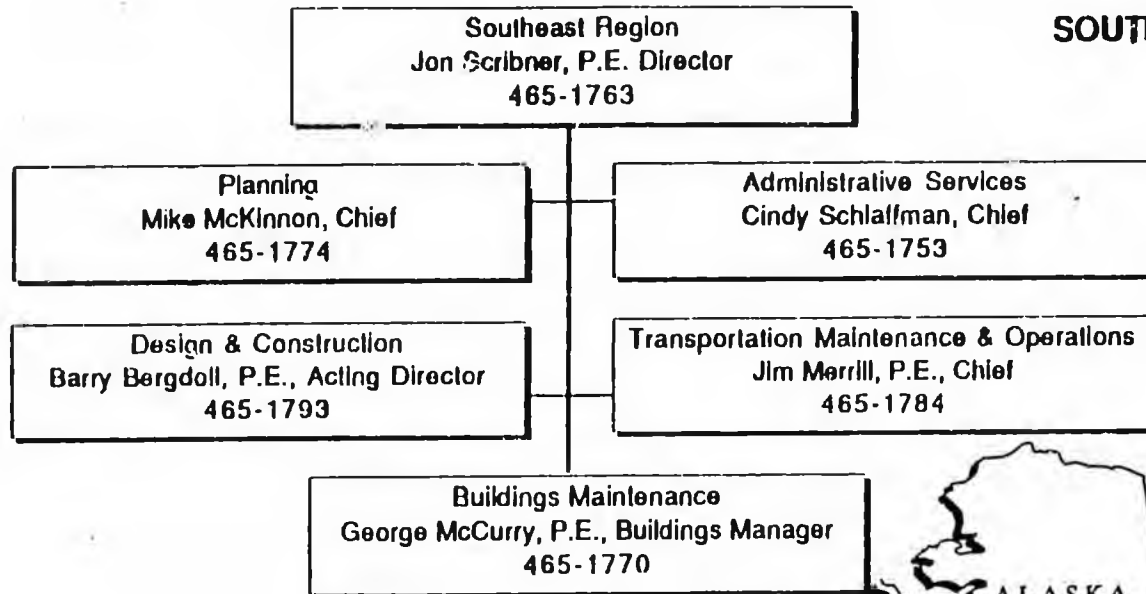 SOUTH
Southeast Region
Jon Scribner, P.E. Director
465-1763
Planning
Mike McKinnon, Chief
465-1774
Administrative Services
Cindy Schlaffman, Chief
465-1753
Design & Construction
Barry Bergdoll, P.E., Acting Director
465-1793
Transportation Maintenance & Operations
Jim Merrill, P.E., Chief
465-1784
Buildings Maintenance
George McCurry, P.E., Buildings Manager
465-1770
ALASKA